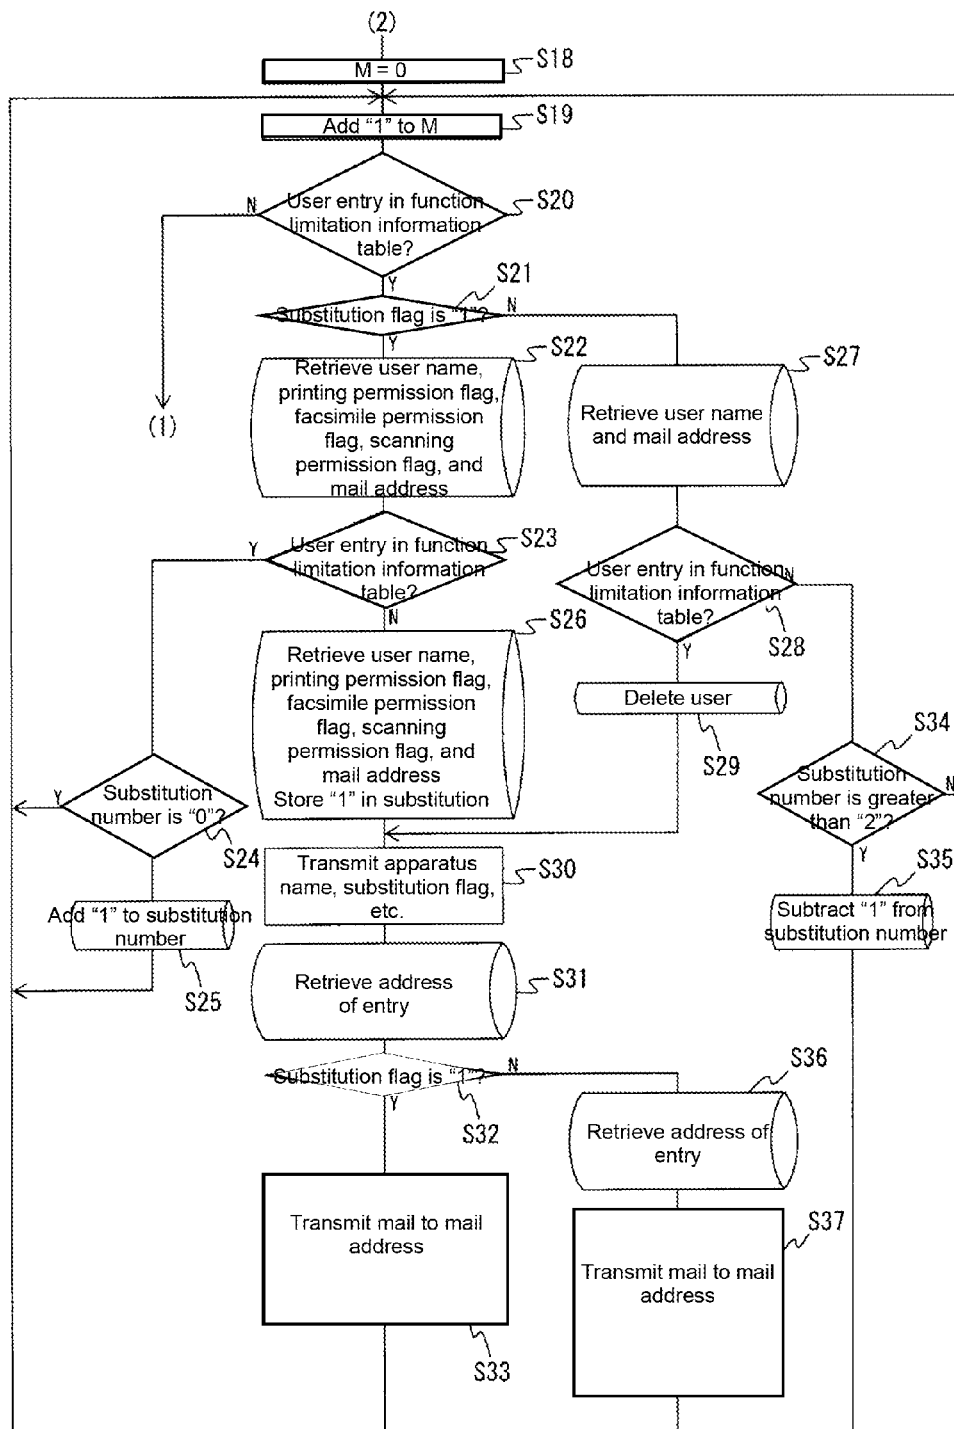 (2)
M = 0
S18
Add “1” to M
S19
User entry in function
limitation information
table?
S20
N
Y
S21
Substitution flag is “1”?
N
Y
(1)
S22
Retrieve user name,
printing permission flag,
facsimile permission
flag, scanning
permission flag, and
mail address
S27
Retrieve user name
and mail address
S23
User entry in function
limitation information
table?
Y
N
User entry in function
limitation information
table?
N
S28
Y
S26
Retrieve user name,
printing permission flag,
facsimile permission
flag, scanning
permission flag, and
mail address
Store “1” in substitution
Delete user
S29
S34
Substitution
number is greater
than “2”?
N
Y
Y
Substitution
number is “0”?
S24
S30
Transmit apparatus
name, substitution flag,
etc.
S35
Subtract “1” from
substitution number
Add “1” to substitution
number
S25
Retrieve address
of entry
S31
Substitution flag is “1”?
N
Y
S32
S36
Retrieve address of
entry
Transmit mail to mail
address
S33
S37
Transmit mail to mail
address